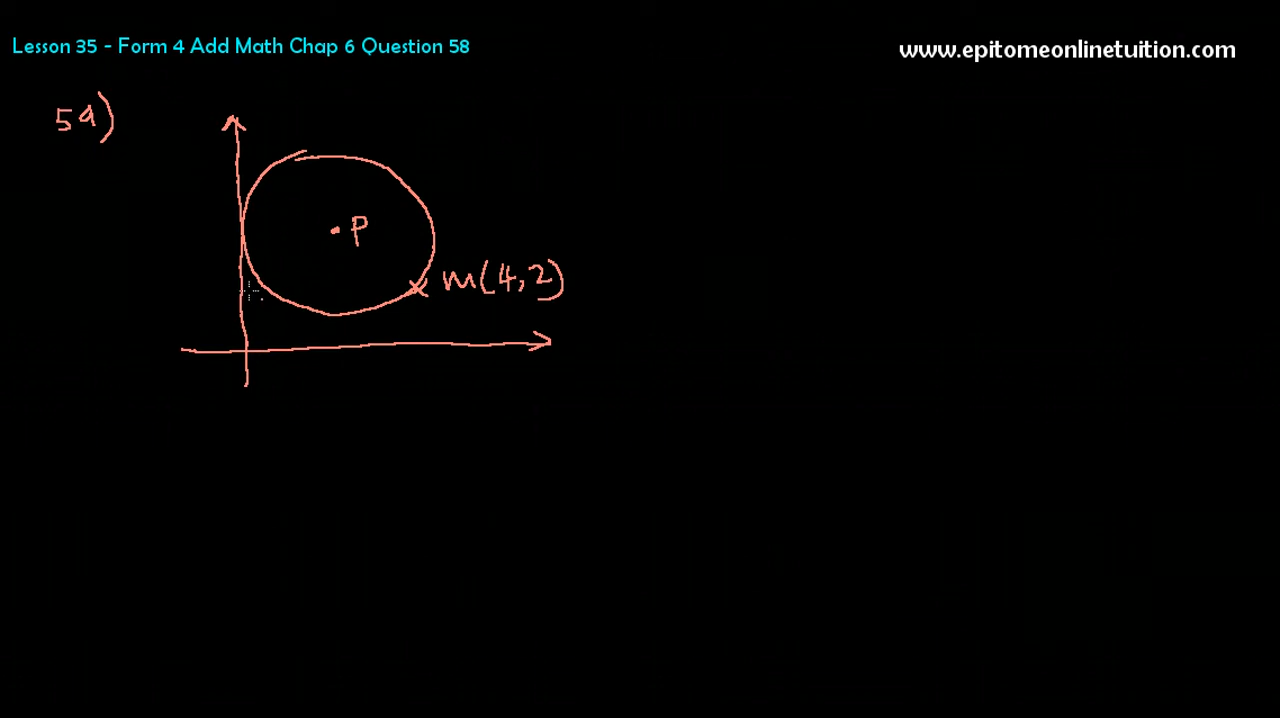 Lesson 35 - Form 4 Add Math Chap 6 Question 58
www.epitomeonlinetuition.com
59)
P
M(4,2)